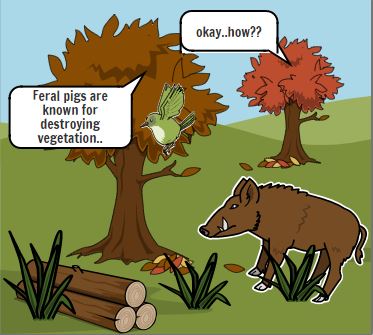 Feral pigs are
known for
destroying
vegetation..
okay..how??